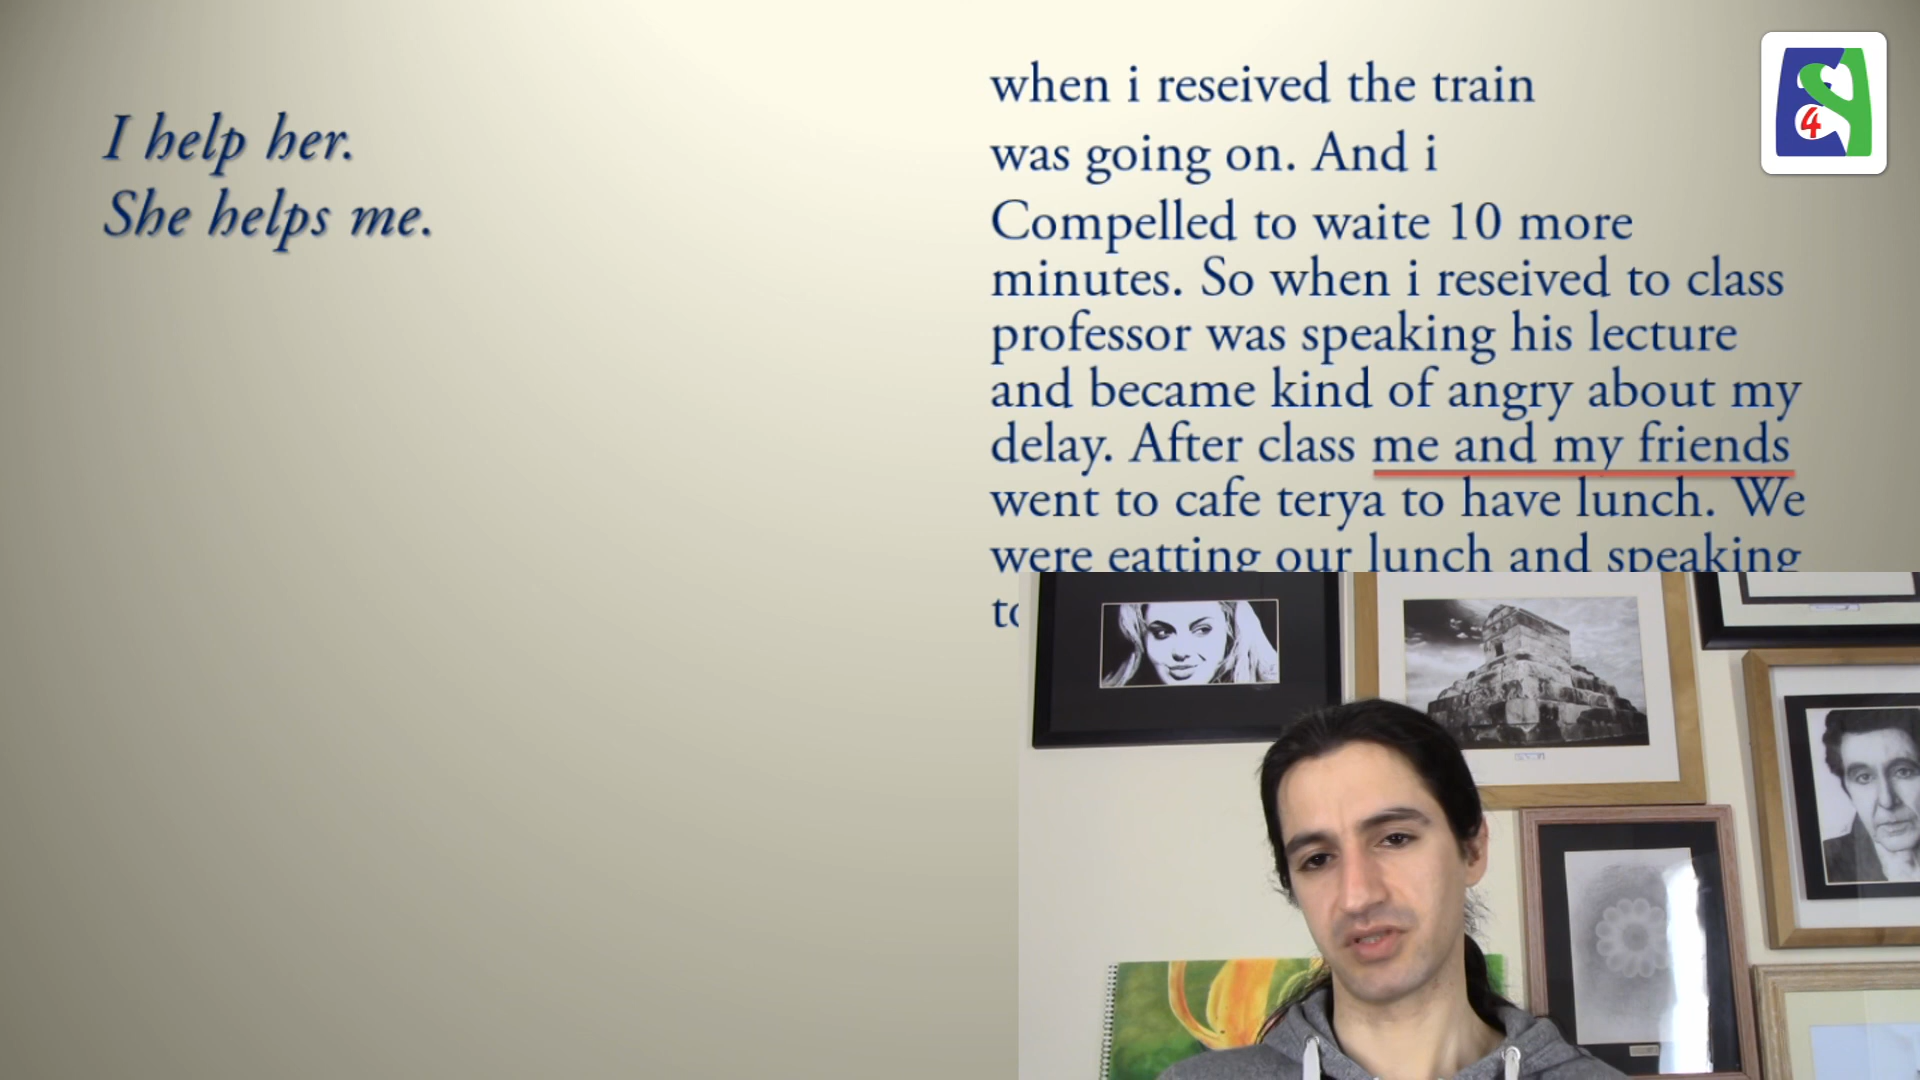 I help her.
She helps me.
when i reseived the train
was going on. And i
Compelled to waite 10 more
minutes. So when i reseived to class
professor was speaking his lecture
and became kind of angry about my
delay. After class me and my friends
went to cafe terya to have lunch. We
were eatting our lunch and speaking
4